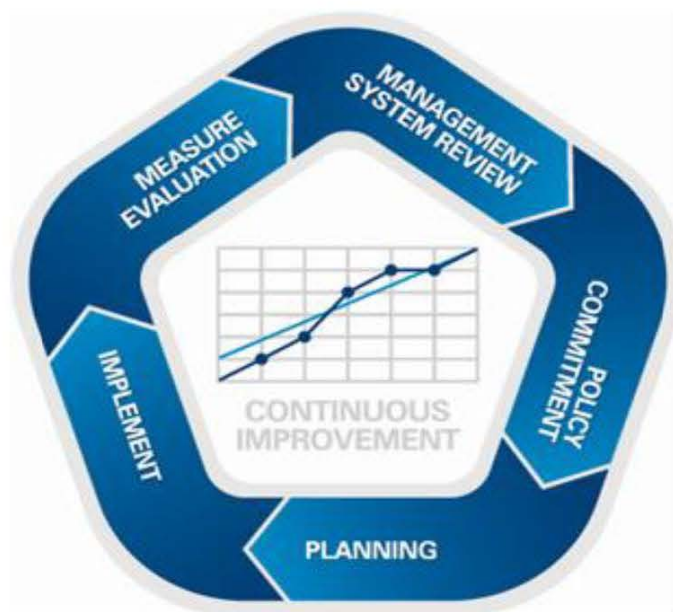 MANAGEMENT
SYSTEM REVIEW
POLICY
COMMITMENT
PLANNING
IMPLEMENT
MEASURE
EVALUATION
CONTINUOUS
IMPROVEMENT